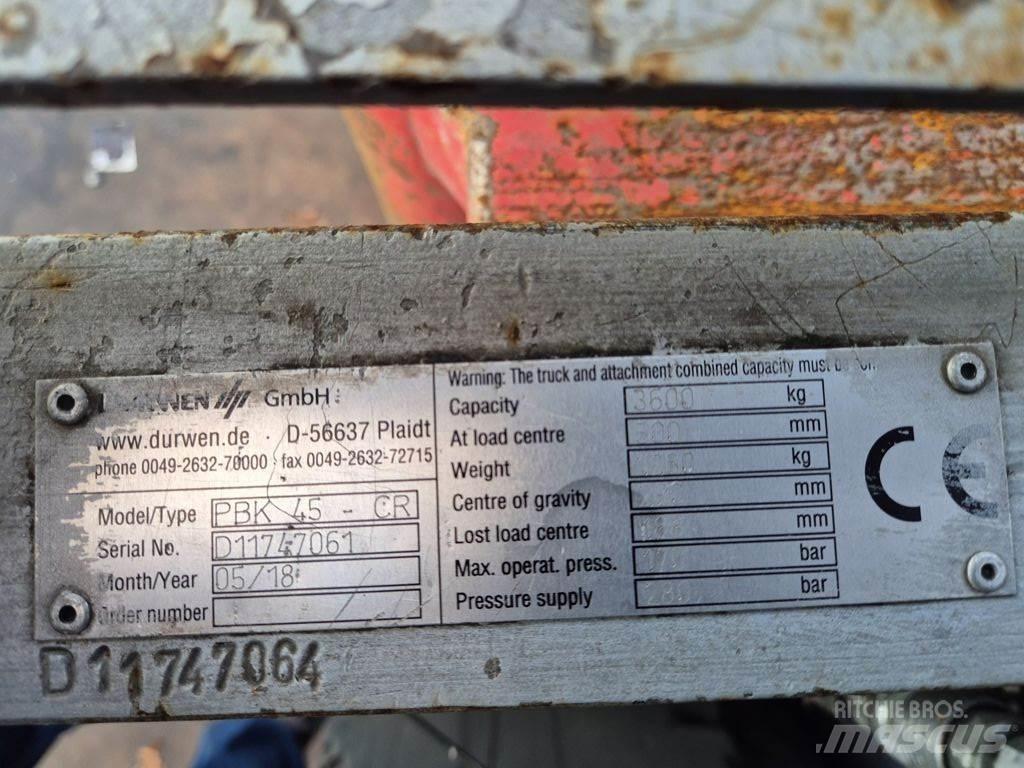 GmbH
www.durwen.de · D-56637 Plaidt
phone 0049-2632-70000 fax 0049-2632-72715
Model/Type PBK 45 - CR
Serial No. D11747061
Month/Year 05/18
Order number
Warning: The truck and attachment combined capacity must
Capacity 3600 kg
At load centre mm
Weight kg
Centre of gravity mm
Lost load centre mm
Max. operat. press. bar
Pressure supply bar
CE
D11747064
RITCHIE BROS.
MASCUS